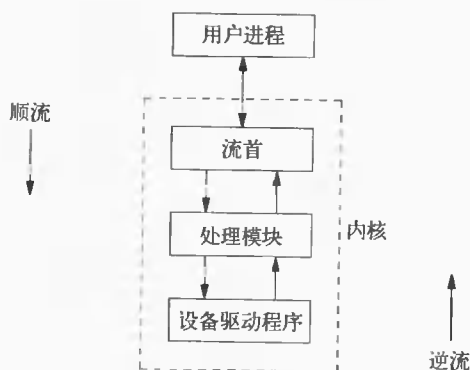 用户进程
顺流
流首
处理模块
内核
设备驱动程序
逆流